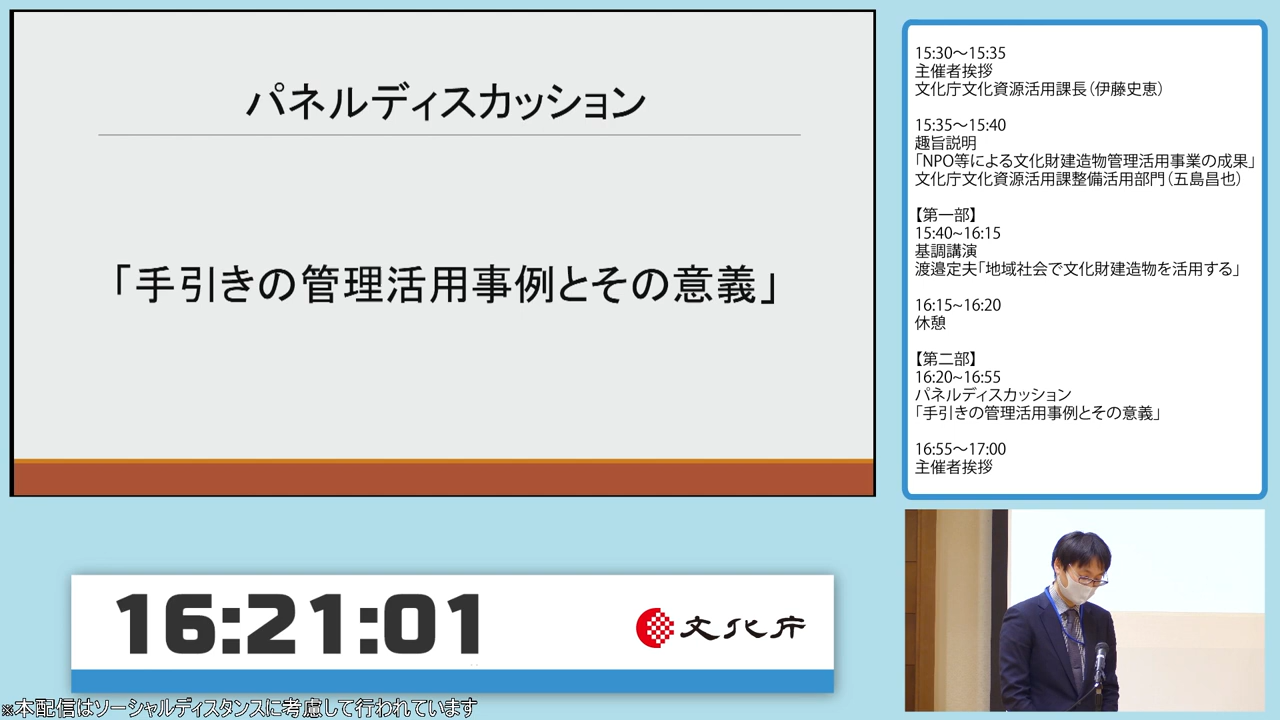 パネルディスカッション
「手引きの管理活用事例とその意義」
15:30〜15:35
主催者挨拶
文化庁文化資源活用課長（伊藤史恵）
15:35〜15:40
趣旨説明
「NPO等による文化財建造物管理活用事業の成果」
文化庁文化資源活用課整備活用部門（五島昌也）
【第一部】
15:40~16:15
基調講演
渡邉定夫「地域社会で文化財建造物を活用する」
16:15~16:20
休憩
【第二部】
16:20~16:55
パネルディスカッション
「手引きの管理活用事例とその意義」
16:55〜17:00
主催者挨拶
16:21:01
文化庁
※本配信はソーシャルディスタンスに考慮して行われています